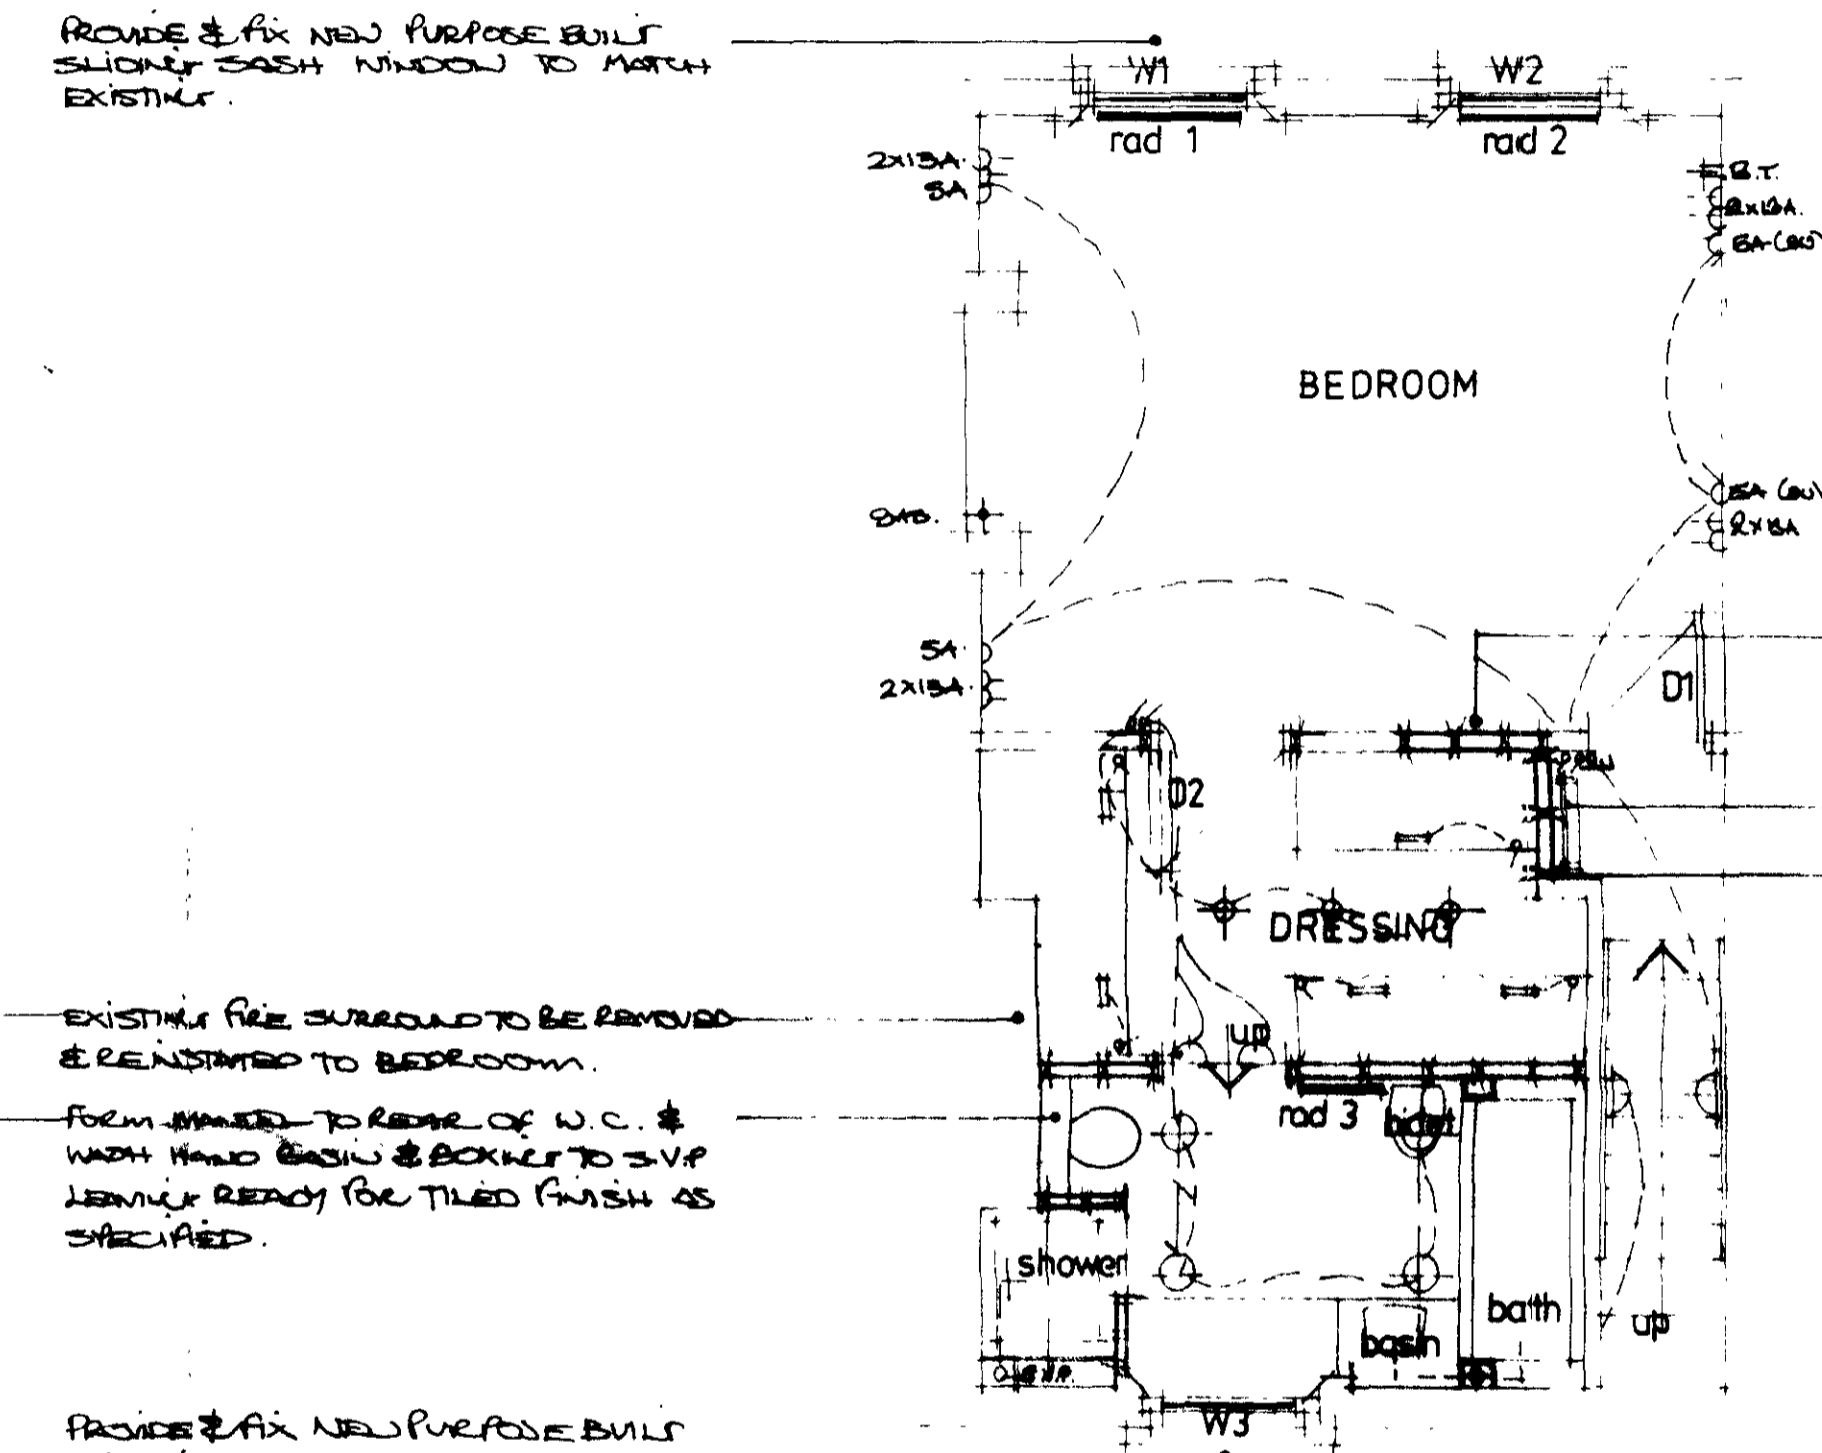 PROVIDE & FIX NEW PURPOSE BUILT
SLIDING SASH WINDOW TO MATCH
EXISTING.
W1
W2
rad 1
rad 2
2X13A.
5A
B.T.
2X13A.
5A
BEDROOM
5A
2X13A
5A.
2X13A.
D1
D2
DRESSING
EXISTING FIRE SURROUND TO BE REMOVED
& REINSTATED TO BEDROOM.
up
rad 3
bidet
FORM TO REAR OF W.C. &
WASH HAND BASIN & BOXING TO S.V.P
LEAVING READY FOR TILED FINISH AS
SPECIFIED.
shower
bath
up
basin
S.V.P.
W3
PROVIDE & FIX NEW PURPOSE BUILT